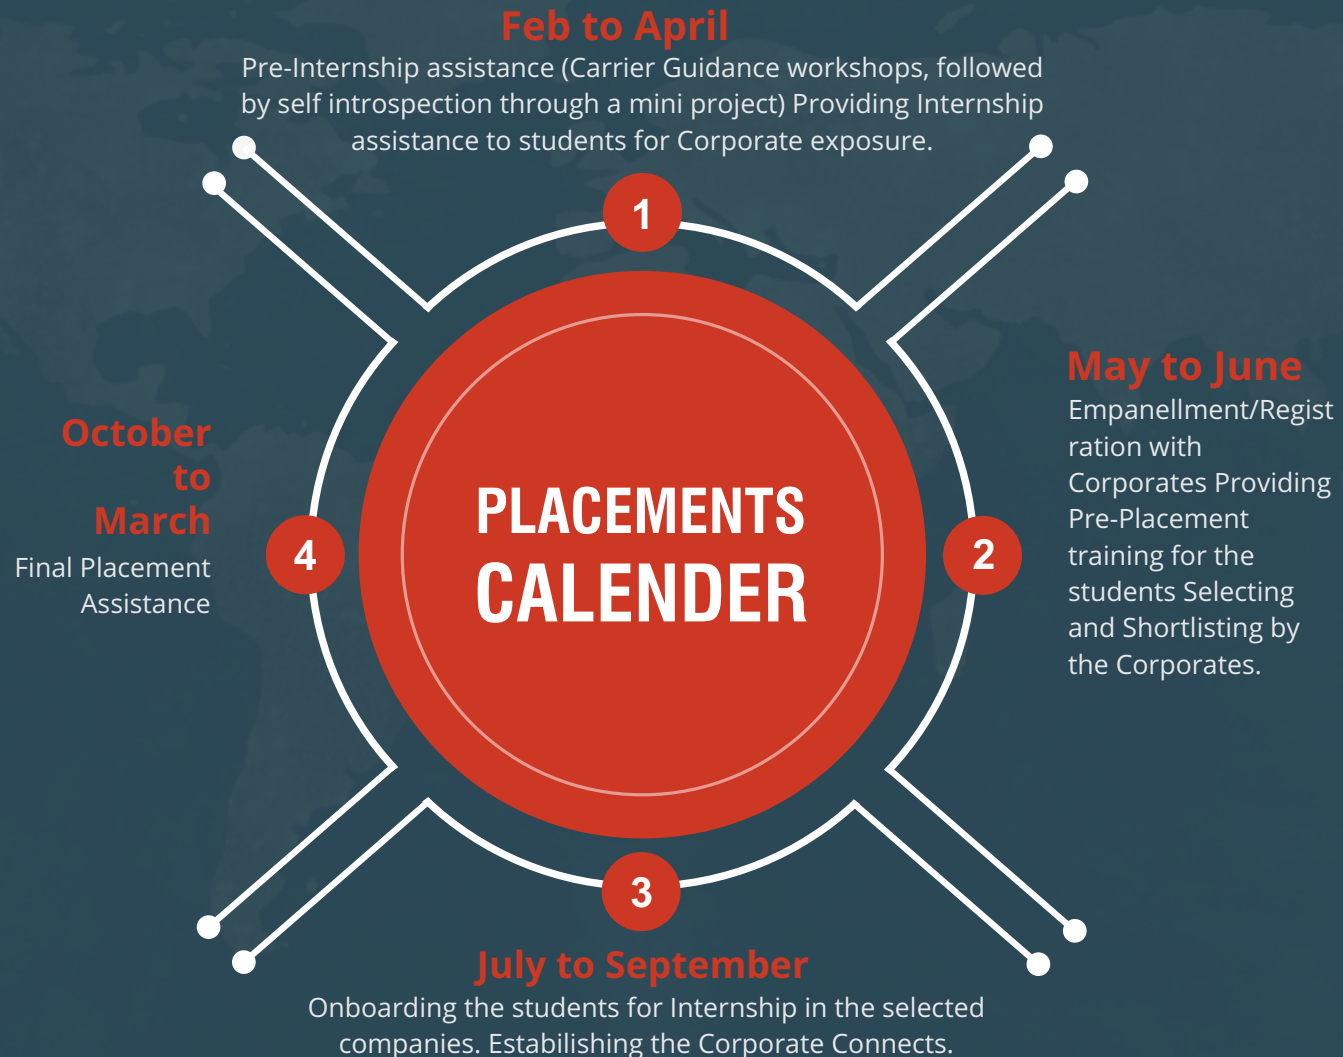 Feb to April
Pre-Internship assistance (Carrier Guidance workshops, followed
by self introspection through a mini project) Providing Internship
assistance to students for Corporate exposure.
1
May to June
Empanellment/Regist
ration with
Corporates Providing
Pre-Placement
training for the
students Selecting
and Shortlisting by
the Corporates.
2
PLACEMENTS
CALENDER
October
to
March
Final Placement
Assistance
4
3
July to September
Onboarding the students for Internship in the selected
companies. Estabilishing the Corporate Connects.